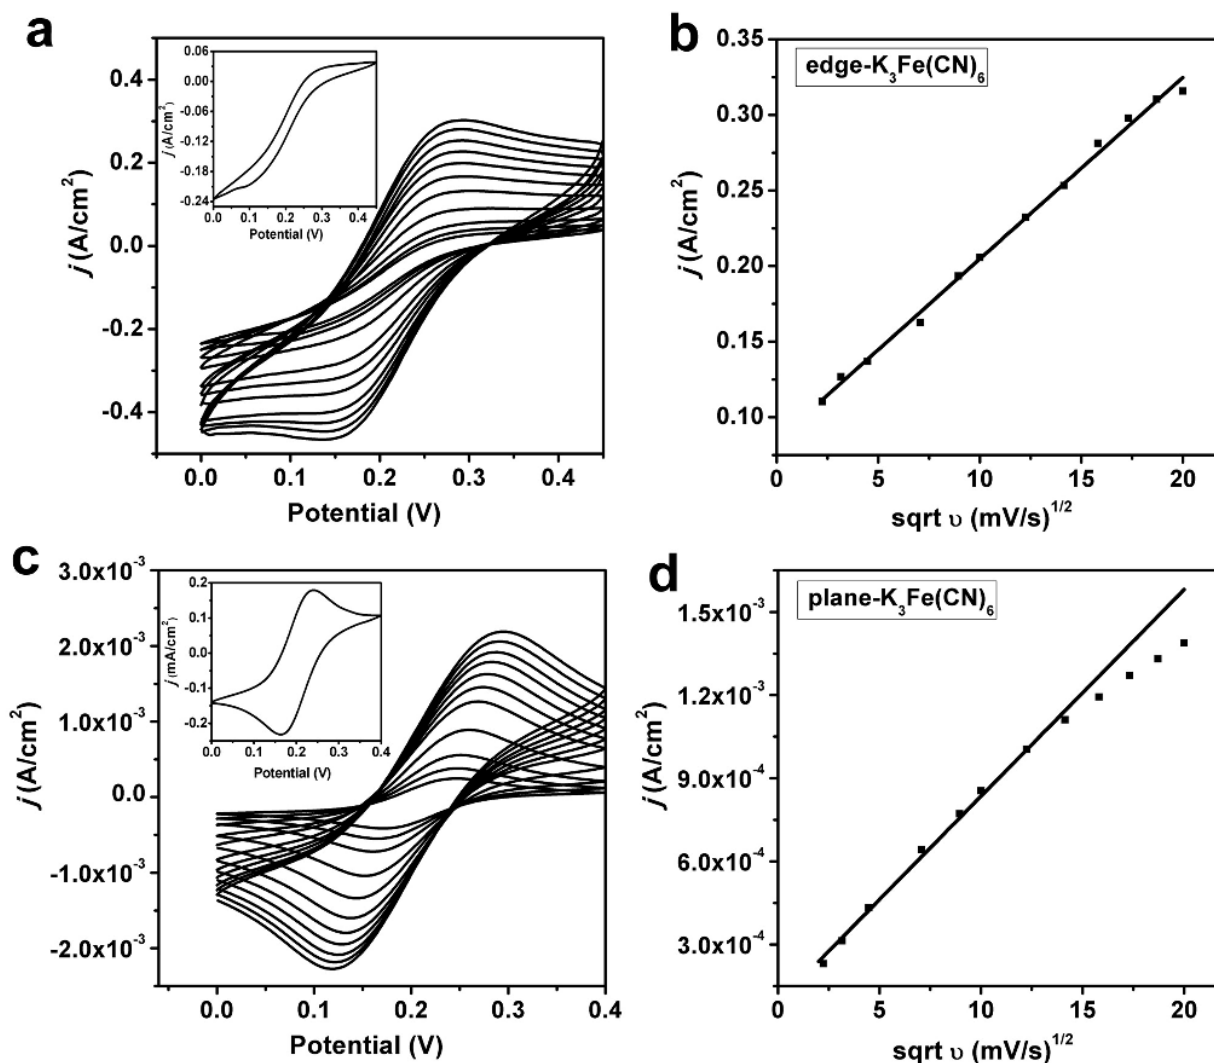 a
0.4
0.2
0.0
-0.2
-0.4
j (A/cm²)
0.0 0.1 0.2 0.3 0.4
Potential (V)
0.06
0.00
-0.06
-0.12
-0.18
-0.24
j (A/cm²)
0.0 0.1 0.2 0.3 0.4
Potential (V)
b
edge-K₃Fe(CN)₆
0.35
0.30
0.25
0.20
0.15
0.10
j (A/cm²)
5 10 15 20
sqrt υ (mV/s)^1/2
c
3.0x10⁻³
2.0x10⁻³
1.0x10⁻³
0.0
-1.0x10⁻³
-2.0x10⁻³
j (A/cm²)
0.0 0.1 0.2 0.3 0.4
Potential (V)
0.2
0.1
0.0
-0.1
-0.2
j (mA/cm²)
0.0 0.1 0.2 0.3 0.4
Potential (V)
d
plane-K₃Fe(CN)₆
1.5x10⁻³
1.2x10⁻³
9.0x10⁻⁴
6.0x10⁻⁴
3.0x10⁻⁴
j (A/cm²)
5 10 15 20
sqrt υ (mV/s)^1/2